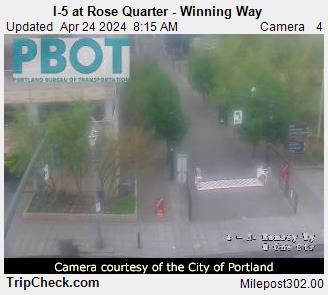 I-5 at Rose Quarter - Winning Way
Updated Apr 24 2024 8:15 AM Camera 4
PBOT
PORTLAND BUREAU OF TRANSPORTATION
Camera courtesy of the City of Portland
TripCheck.com Milepost302.00